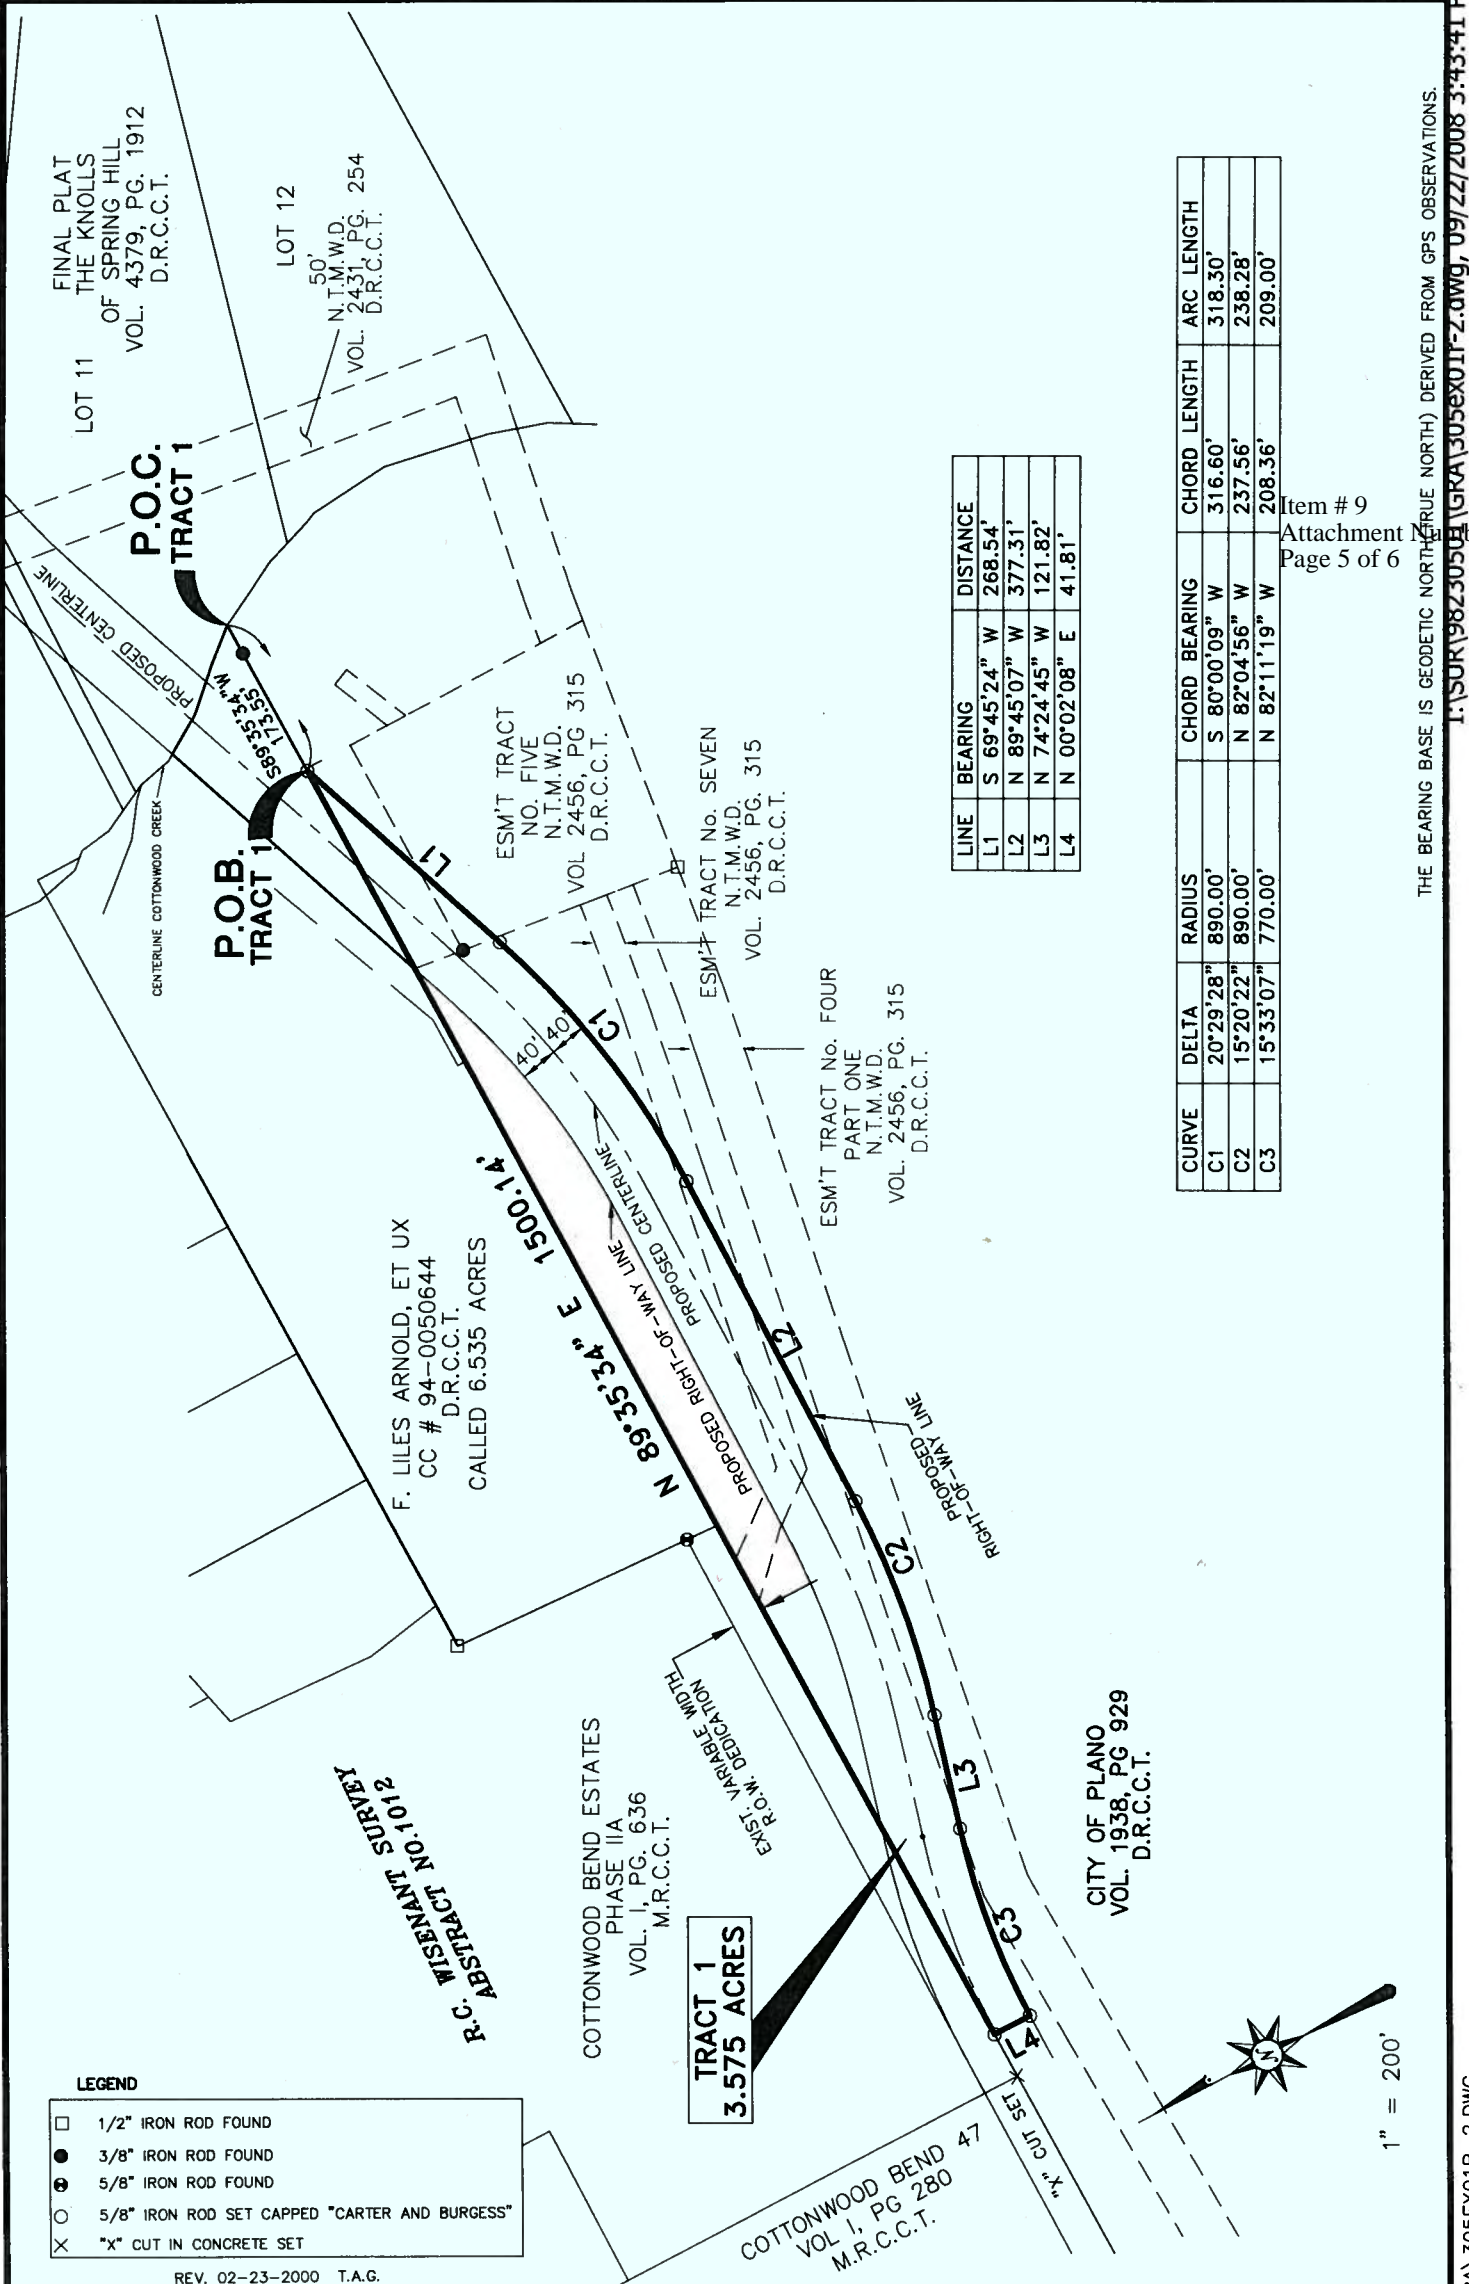 FINAL PLAT
THE KNOLLS
OF SPRING HILL
VOL. 4379, PG. 1912
D.R.C.C.T.
LOT 11
LOT 12
50'
N.T.M.W.D.
VOL. 2431, PG. 254
D.R.C.C.T.
P.O.C.
TRACT 1
PROPOSED CENTERLINE
S89°35'34"W
173.55'
CENTERLINE COTTONWOOD CREEK
P.O.B.
TRACT 1
L1
ESM'T TRACT
NO. FIVE
N.T.M.W.D.
VOL 2456, PG 315
D.R.C.C.T.
ESM'T TRACT No. SEVEN
N.T.M.W.D.
VOL. 2456, PG. 315
D.R.C.C.T.
40'
40'
C1
ESM'T TRACT No. FOUR
PART ONE
N.T.M.W.D.
VOL. 2456, PG. 315
D.R.C.C.T.
F. LILES ARNOLD, ET UX
CC # 94-0050644
D.R.C.C.T.
CALLED 6.535 ACRES
N 89°35'34" E 1500.14'
PROPOSED CENTERLINE
PROPOSED RIGHT-OF-WAY LINE
L2
PROPOSED
RIGHT-OF-WAY LINE
C2
R.C. WISENANT SURVEY
ABSTRACT NO.1012
COTTONWOOD BEND ESTATES
PHASE IIA
VOL. I, PG. 636
M.R.C.C.T.
EXIST. VARIABLE WIDTH
R.O.W. DEDICATION
TRACT 1
3.575 ACRES
L3
C3
L4
CITY OF PLANO
VOL. 1938, PG 929
D.R.C.C.T.
COTTONWOOD BEND 47
VOL I, PG 280
M.R.C.C.T.
"X" CUT SET
N
1" = 200'
LINE BEARING DISTANCE
L1 S 69°45'24" W 268.54'
L2 N 89°45'07" W 377.31'
L3 N 74°24'45" W 121.82'
L4 N 00°02'08" E 41.81'
CURVE DELTA RADIUS CHORD BEARING CHORD LENGTH ARC LENGTH
C1 20°29'28" 890.00' S 80°00'09" W 316.60' 318.30'
C2 15°20'22" 890.00' N 82°04'56" W 237.56' 238.28'
C3 15°33'07" 770.00' N 82°11'19" W 208.36' 209.00'
Item # 9
Attachment
Page 5 of 6
THE BEARING BASE IS GEODETIC NORTH (TRUE NORTH) DERIVED FROM GPS OBSERVATIONS.
LEGEND
1/2" IRON ROD FOUND
3/8" IRON ROD FOUND
5/8" IRON ROD FOUND
5/8" IRON ROD SET CAPPED "CARTER AND BURGESS"
"X" CUT IN CONCRETE SET
REV. 02-23-2000 T.A.G.